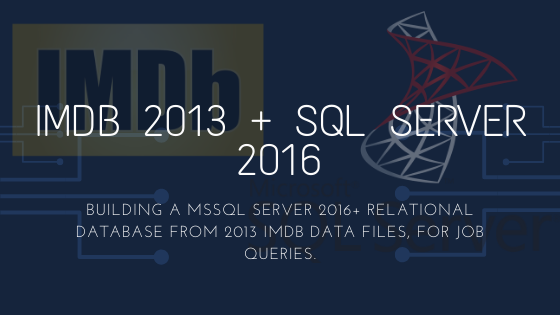 IMDb
IMDB 2013 + SQL SERVER
2016
BUILDING A MSSQL SERVER 2016+ RELATIONAL
DATABASE FROM 2013 IMDB DATA FILES, FOR JOB
QUERIES.